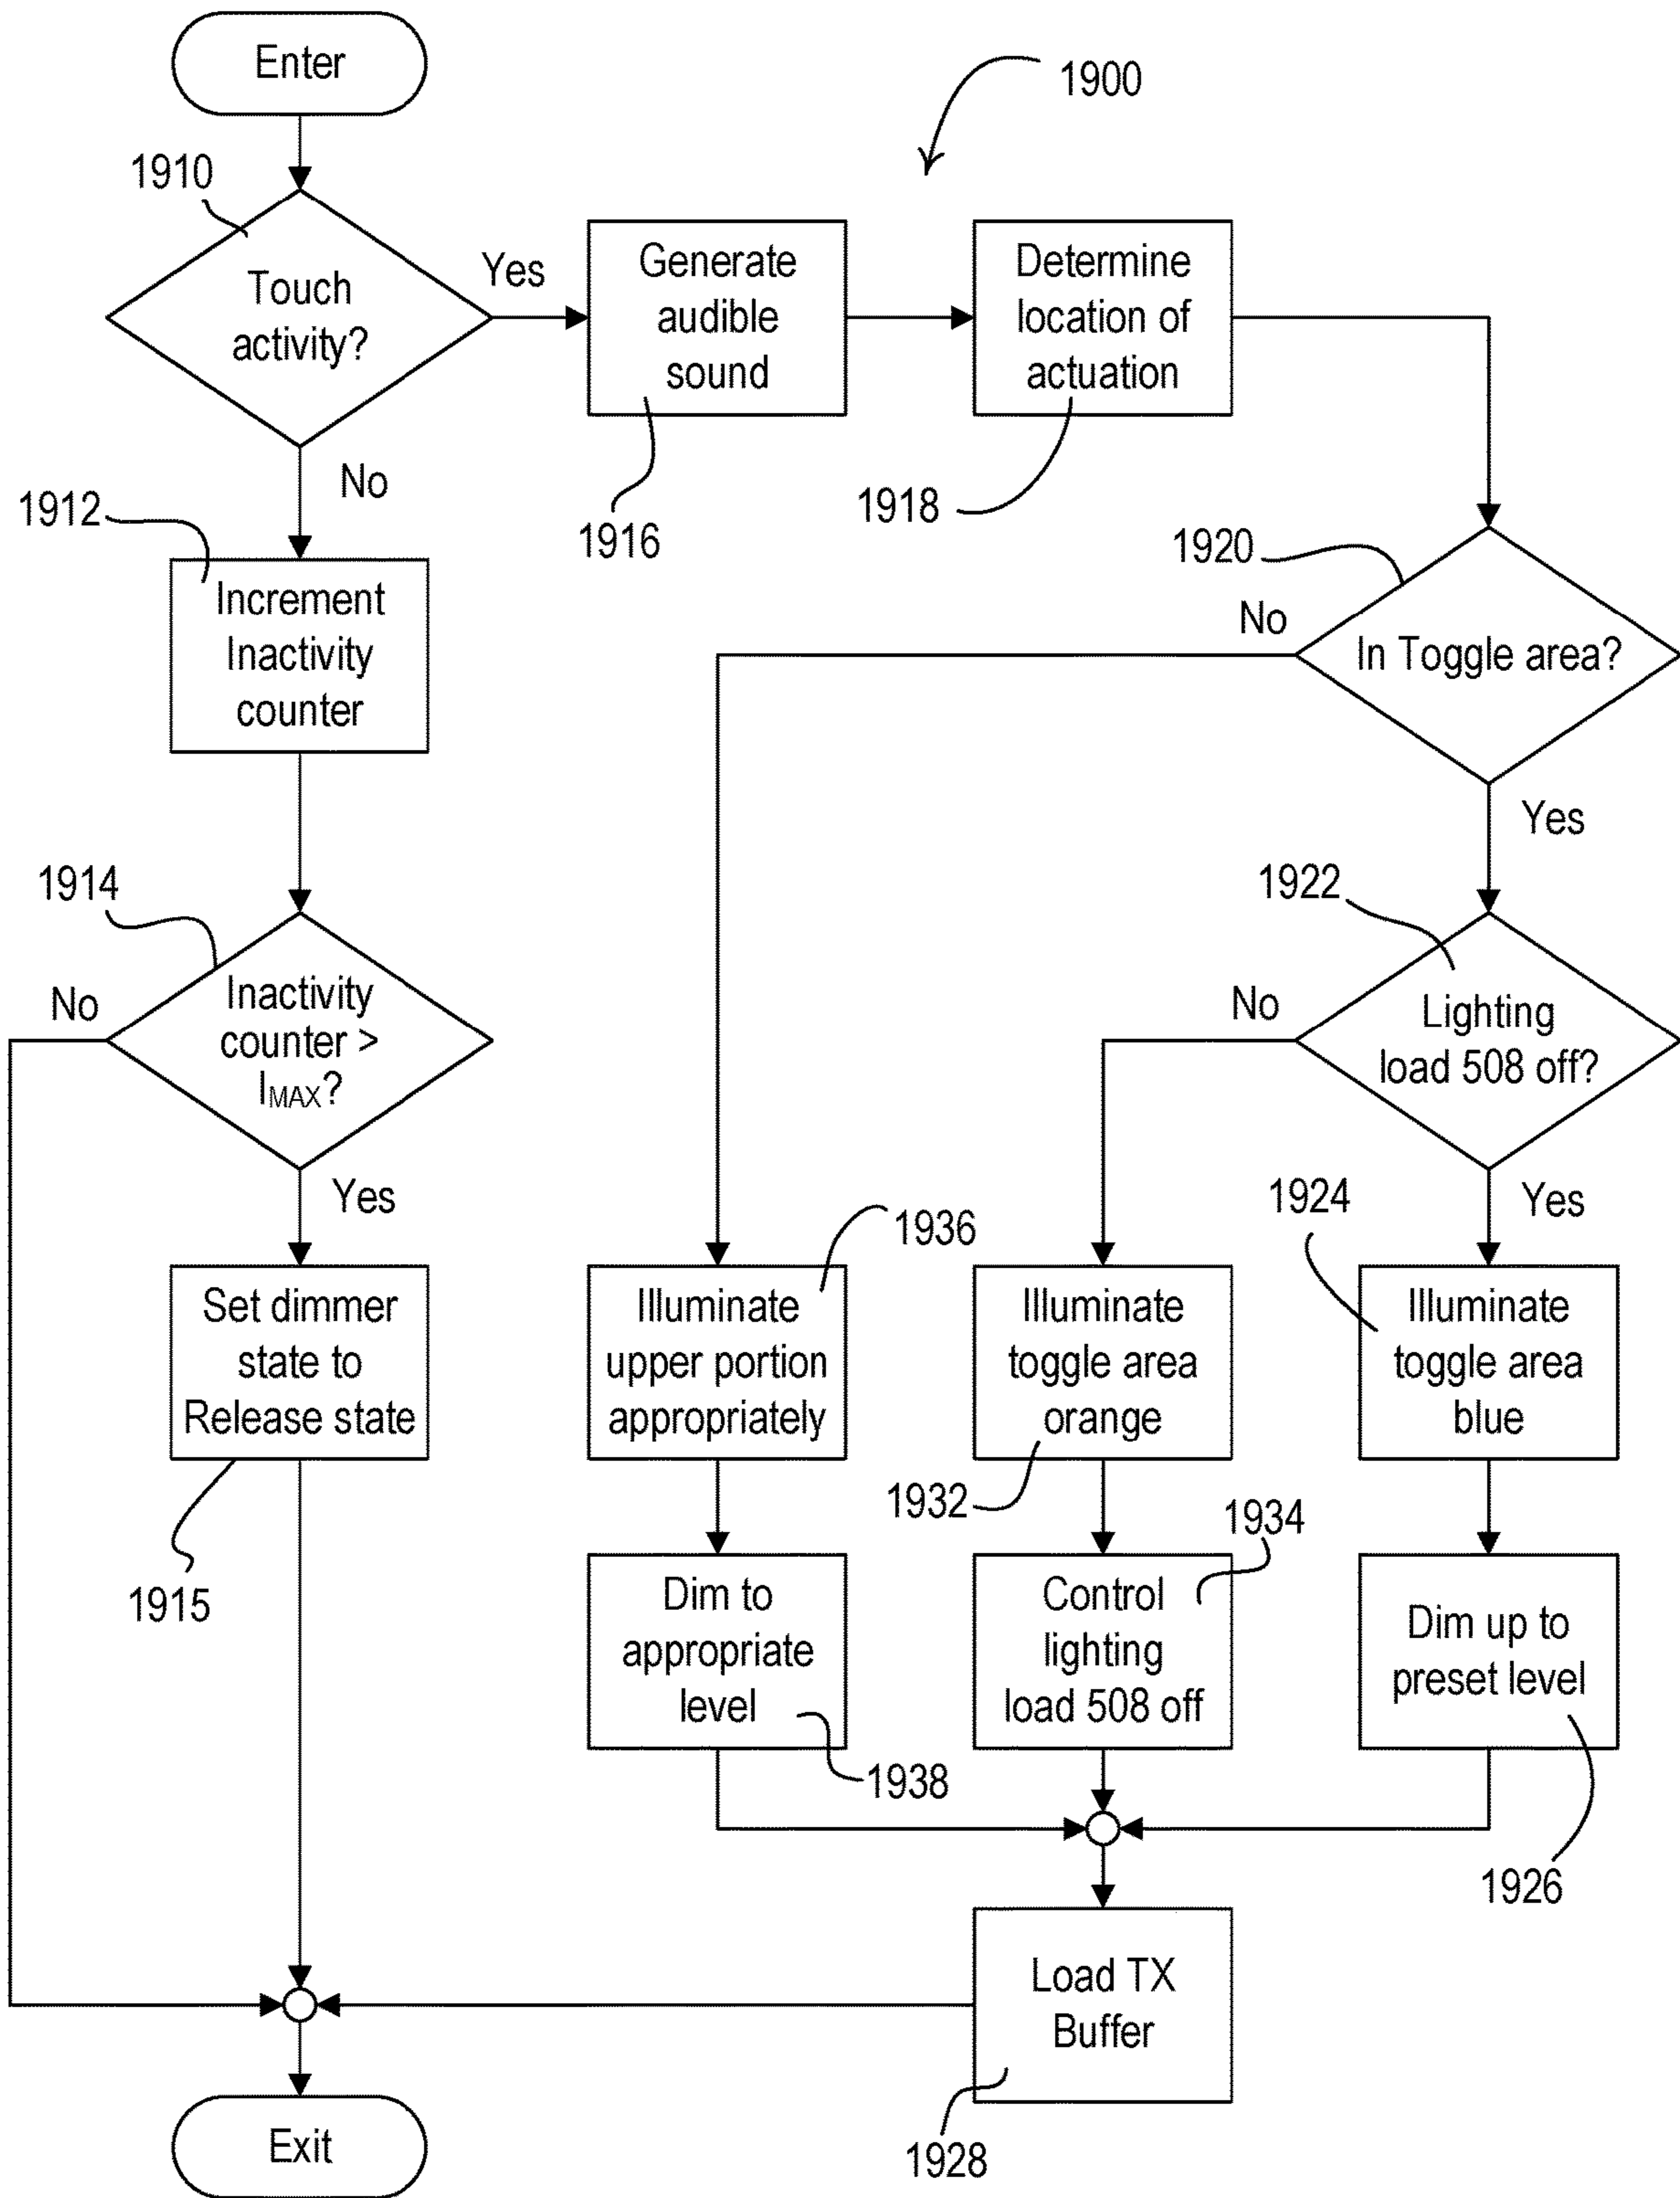 Enter
1900
1910
Touch
activity?
Yes
Generate
audible
sound
Determine
location of
actuation
No
1916
1918
1912
Increment
Inactivity
counter
1920
No
In Toggle area?
Yes
1914
Inactivity
counter >
IMAX?
No
Yes
1922
No
Lighting
load 508 off?
Yes
1924
1936
Set dimmer
state to
Release state
Illuminate
upper portion
appropriately
Illuminate
toggle area
orange
Illuminate
toggle area
blue
1932
1934
1915
Dim to
appropriate
level
Control
lighting
load 508 off
Dim up to
preset level
1938
1926
Load TX
Buffer
Exit
1928